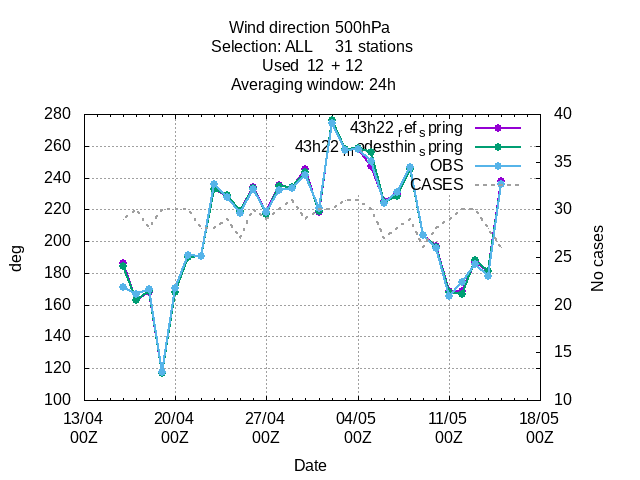 Wind direction 500hPa
Selection: ALL 31 stations
Used 12 + 12
Averaging window: 24h
280 40
43h22_ref_spring
260 43h22_modesthin_spring
OBS 35
240 CASES
220 30
200
180 25
160 20
140
120 15
100 10
deg
No cases
13/04 20/04 27/04 04/05 11/05 18/05
00Z 00Z 00Z 00Z 00Z 00Z
Date